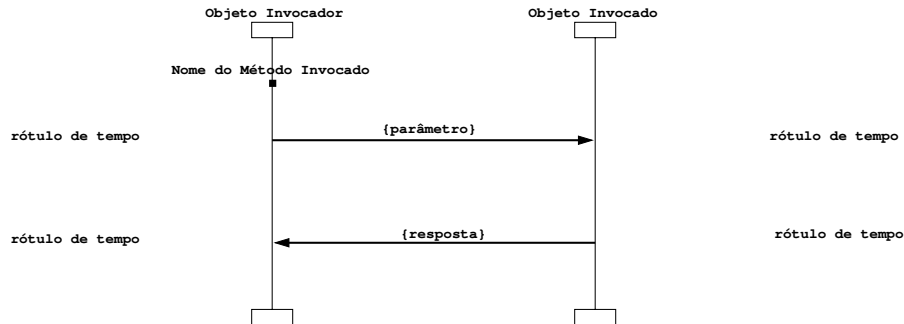 Objeto Invocador Objeto Invocado
Nome do Método Invocado
rótulo de tempo {parâmetro} rótulo de tempo
rótulo de tempo {resposta} rótulo de tempo